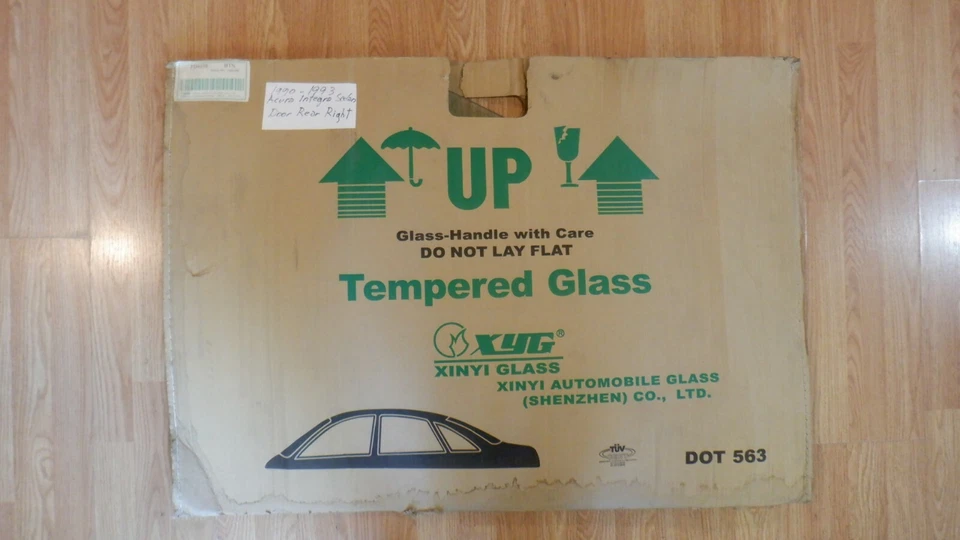 1990-1993
Acura Integra Sedan
Door Rear Right
UP
Glass-Handle with Care
DO NOT LAY FLAT
Tempered Glass
XYG®
XINYI GLASS
XINYI AUTOMOBILE GLASS
(SHENZHEN) CO., LTD.
TÜV
DOT 563